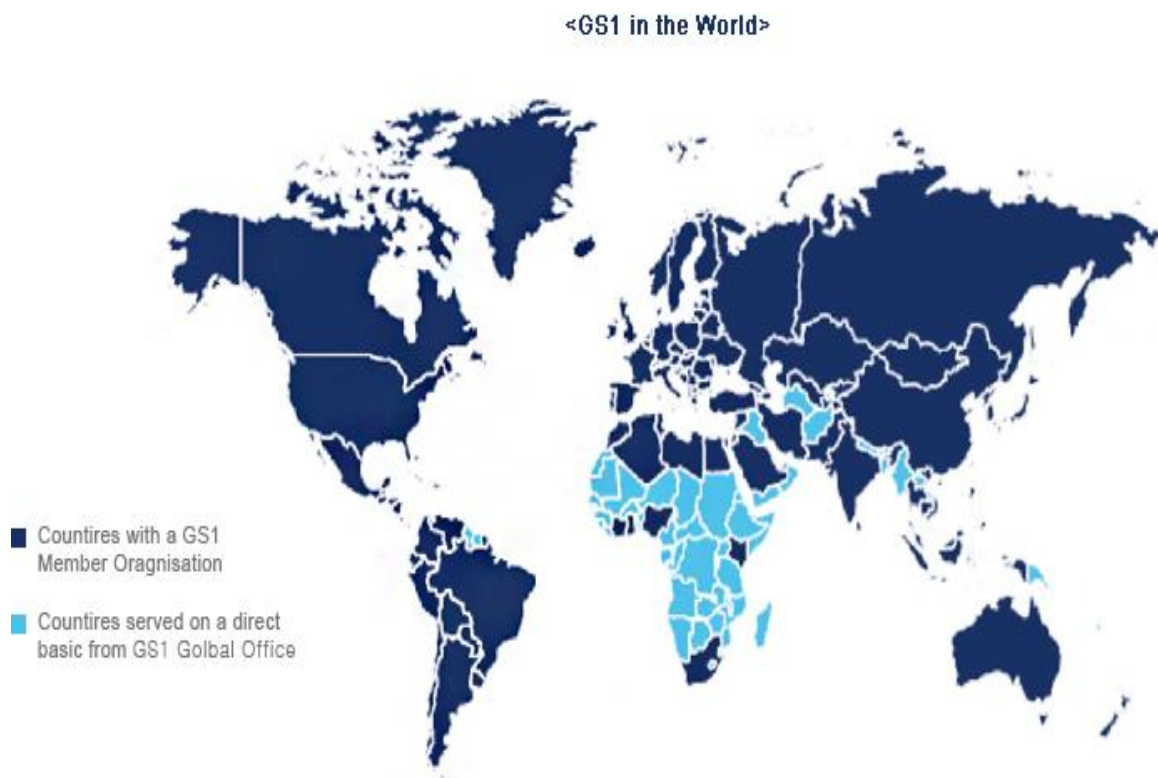 <GS1 in the World>
Countires with a GS1
Member Oragnisation
Countires served on a direct
basic from GS1 Golbal Office